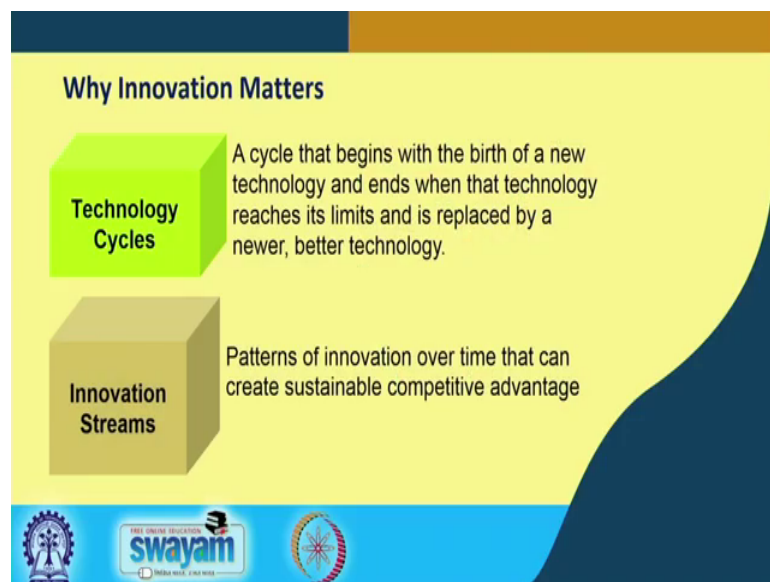 Why Innovation Matters
Technology
Cycles
A cycle that begins with the birth of a new
technology and ends when that technology
reaches its limits and is replaced by a
newer, better technology.
Innovation
Streams
Patterns of innovation over time that can
create sustainable competitive advantage
FREE ONLINE EDUCATION
swayam